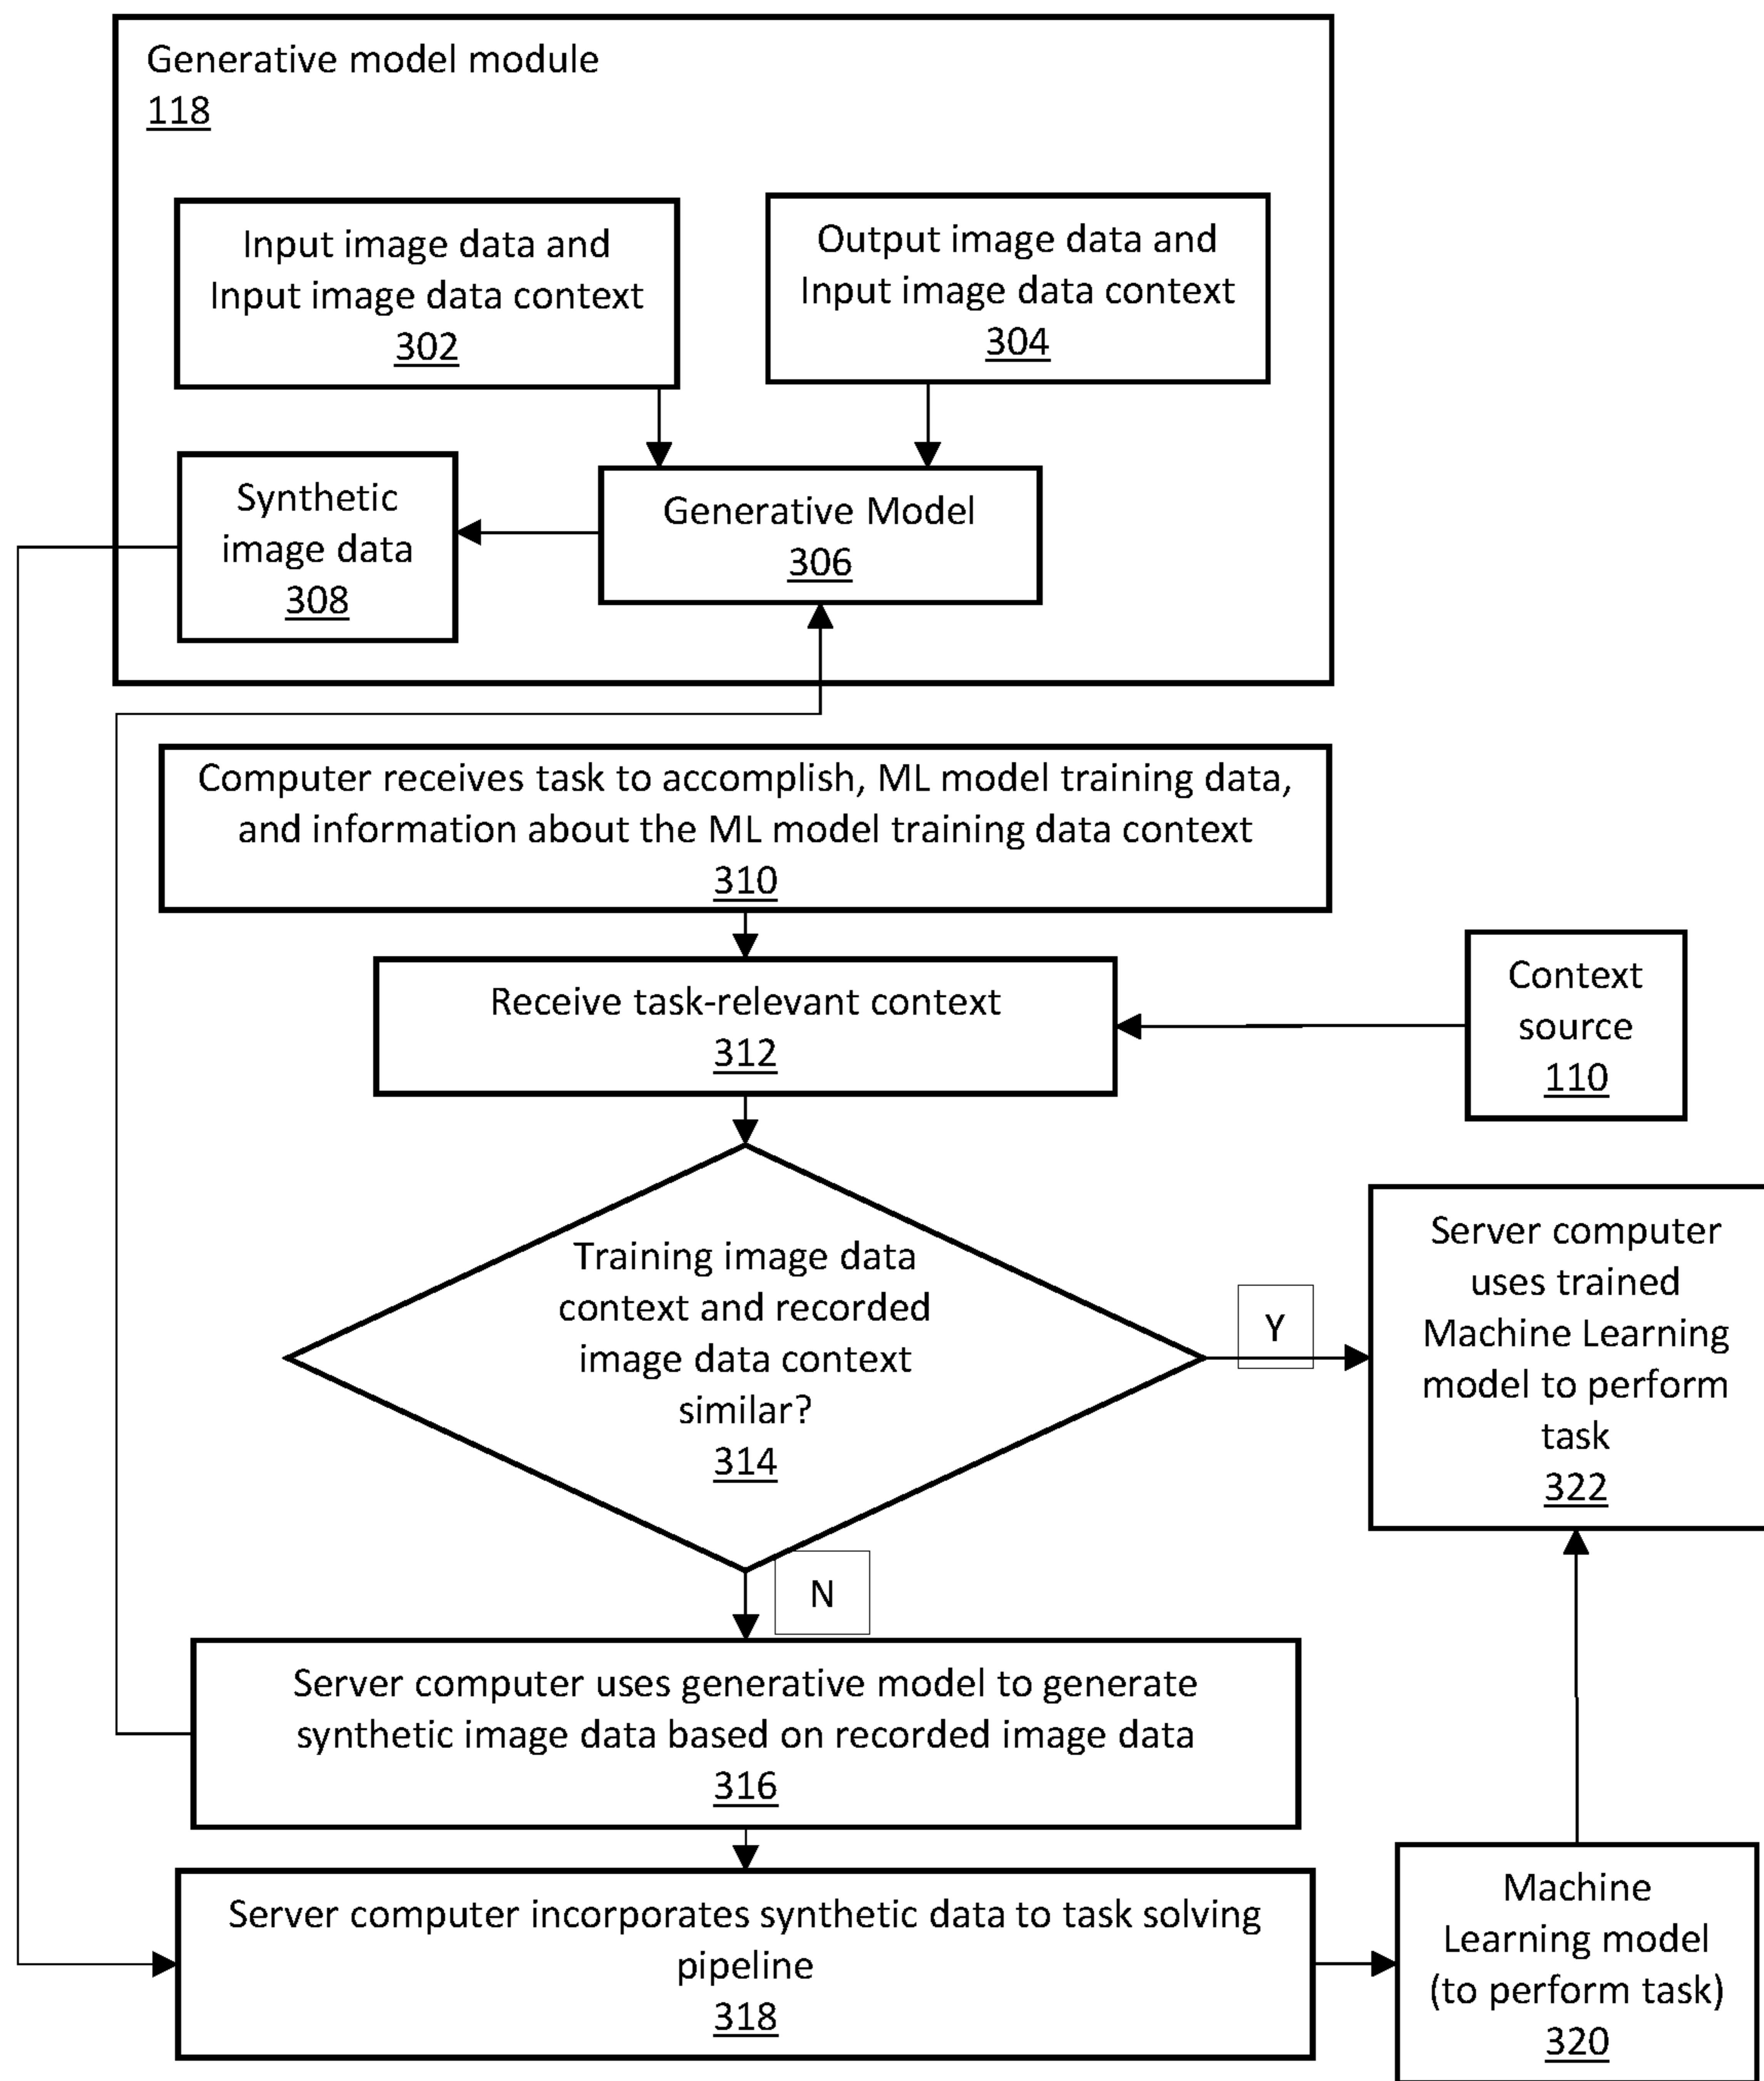 Generative model module
118
Input image data and
Input image data context
302
Output image data and
Input image data context
304
Synthetic
image data
308
Generative Model
306
Computer receives task to accomplish, ML model training data,
and information about the ML model training data context
310
Receive task-relevant context
312
Context
source
110
Training image data
context and recorded
image data context
similar?
314
Y
Server computer
uses trained
Machine Learning
model to perform
task
322
N
Server computer uses generative model to generate
synthetic image data based on recorded image data
316
Server computer incorporates synthetic data to task solving
pipeline
318
Machine
Learning model
(to perform task)
320